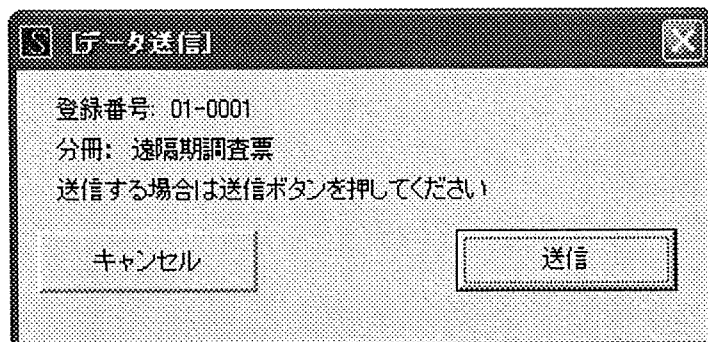 S [データ送信]
登録番号: 01-0001
分冊: 遠隔期調査票
送信する場合は送信ボタンを押してください
キャンセル
送信